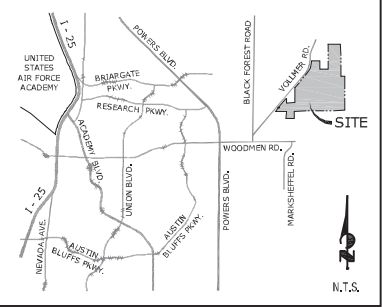 I - 25
POWERS BLVD.
BLACK FOREST ROAD
VOLLMER RD.
UNITED
STATES
AIR FORCE
ACADEMY
BRIARGATE
PKWY.
RESEARCH PKWY.
SITE
ACADEMY BLVD.
UNION BLVD.
WOODMEN RD.
MARKSHEFFEL RD.
POWERS BLVD.
I - 25
NEVADA AVE.
AUSTIN
BLUFFS PKWY.
AUSTIN
BLUFFS PKWY.
N.T.S.